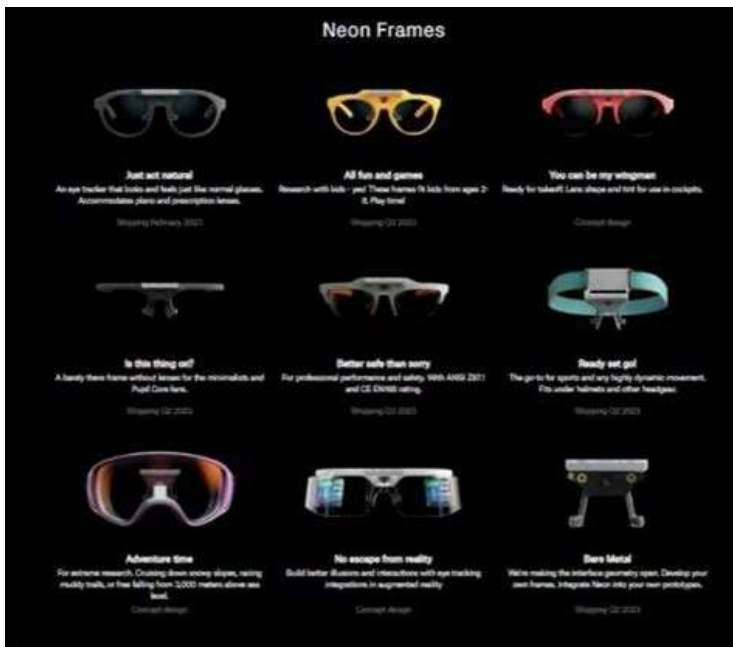 Neon Frames
Just act natural
An eye tracker that looks and feels just like normal glasses.
Accommodates plano and prescription lenses.
Shipping February 2023
All fun and games
Research with kids - yes! These frames fit kids from ages 2-
8. Play time!
Shipping Q2 2023
You can be my wingman
Ready for takeoff! Lens shape and tint for use in cockpits.
Concept design
Is this thing on?
A barely there frame without lenses for the minimalists and
Pupil Core fans.
Shipping Q2 2023
Better safe than sorry
For professional performance and safety. With ANSI Z87.1
and CE EN166 rating.
Shipping 2023
Ready set go!
The go-to for sports and any highly dynamic movement.
Fits under helmets and other headgear.
Shipping Q2 2023
Adventure time
For extreme research. Cruising down snowy slopes, racing
muddy trails, or free falling from 3,000 meters above sea
level.
Concept design
No escape from reality
Build better illusions and interactions with eye tracking
integrations in augmented reality
Concept design
Bare Metal
We're making the interface geometry open. Develop your
own frames. Integrate Neon into your own prototypes.
Shipping Q2 2023